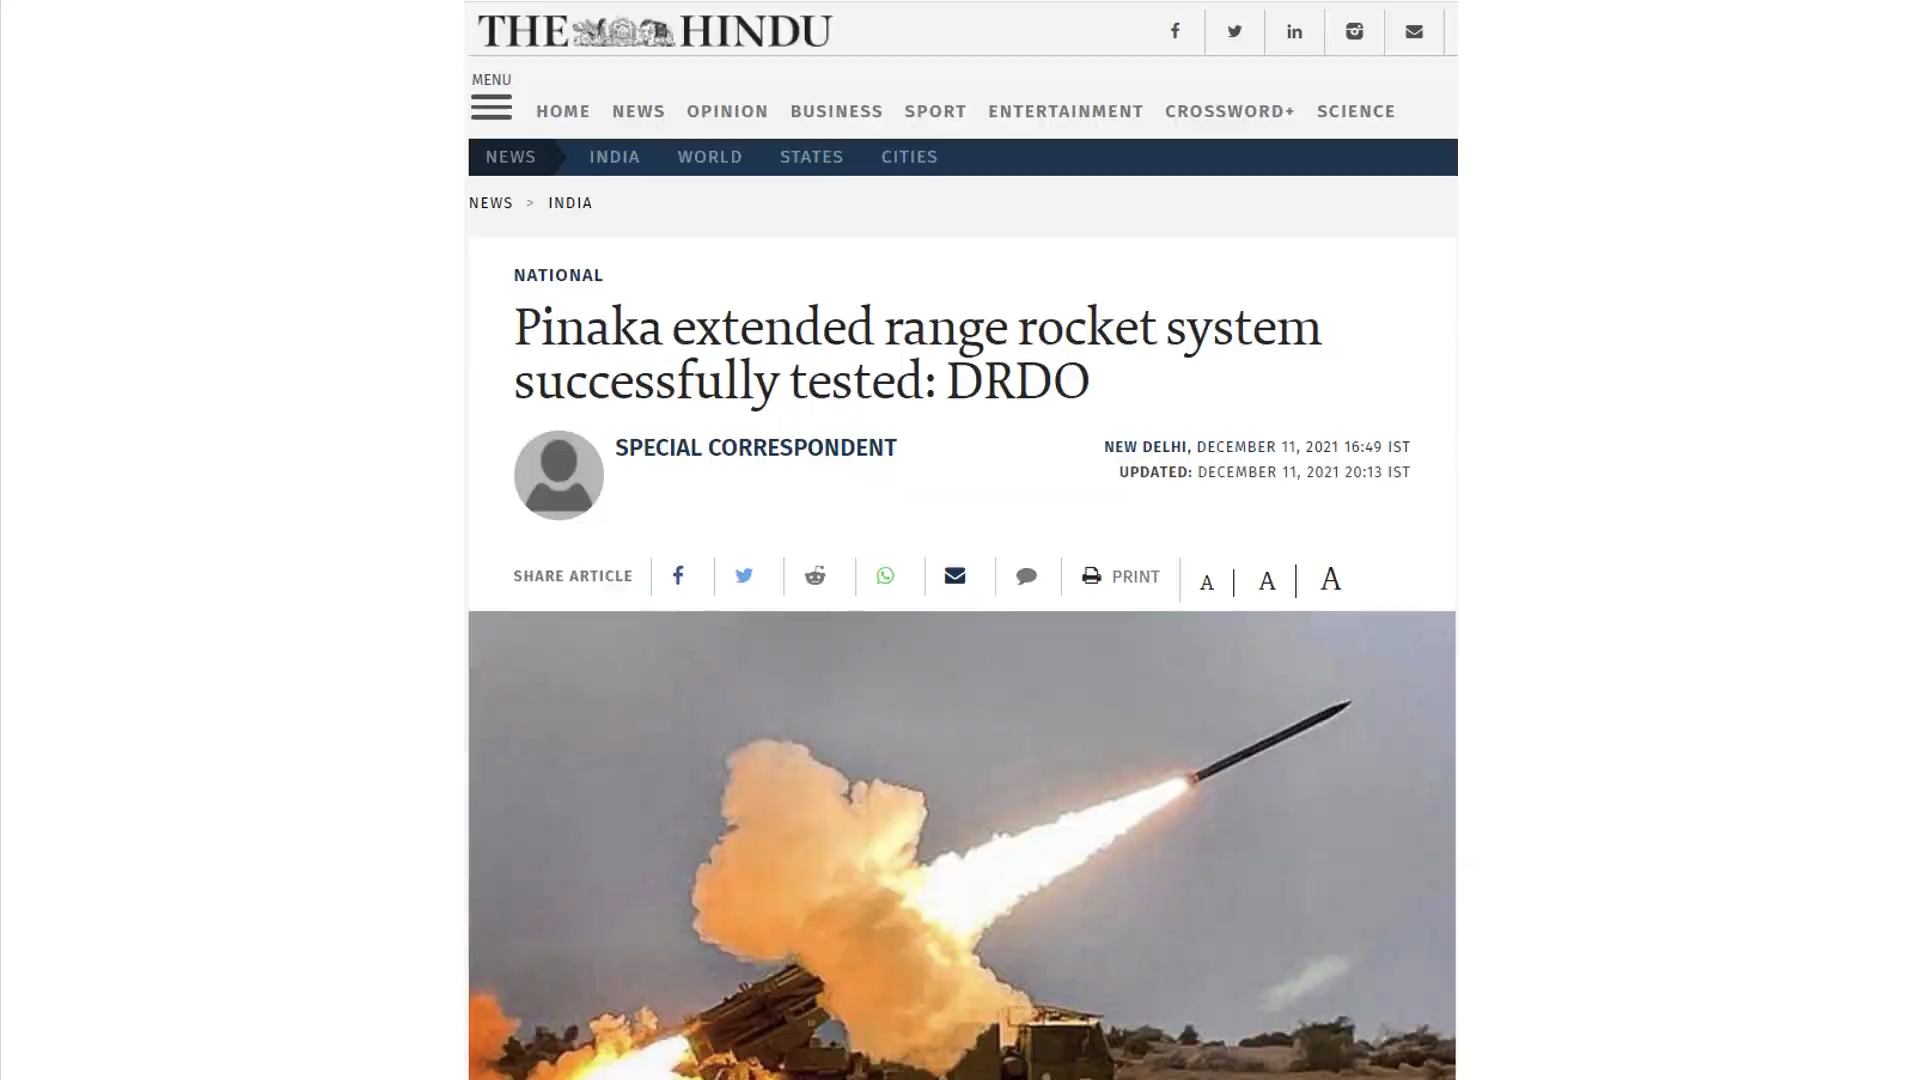 THE HINDU
MENU
HOME NEWS OPINION BUSINESS SPORT ENTERTAINMENT CROSSWORD+ SCIENCE
NEWS INDIA WORLD STATES CITIES
NEWS > INDIA
NATIONAL
Pinaka extended range rocket system
successfully tested: DRDO
SPECIAL CORRESPONDENT
NEW DELHI, DECEMBER 11, 2021 16:49 IST
UPDATED: DECEMBER 11, 2021 20:13 IST
SHARE ARTICLE PRINT A A A